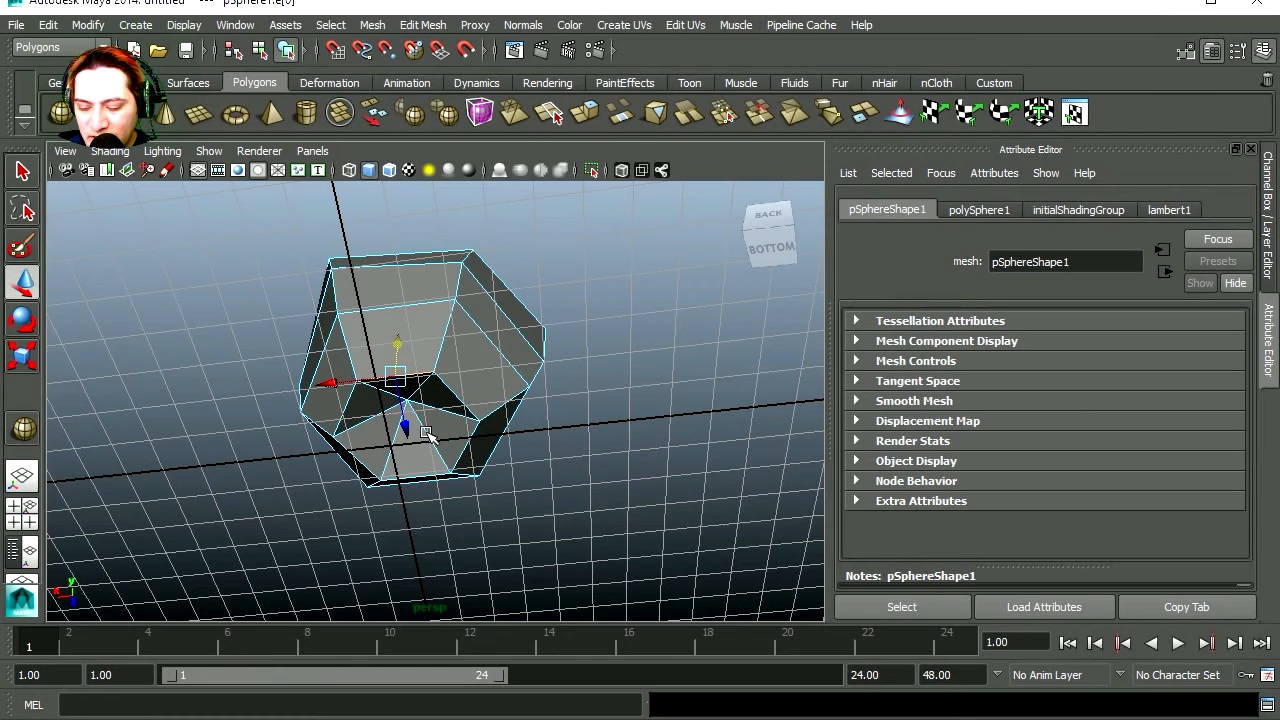 Autodesk Maya 2014: untitled* --- pSphere1.e[0]
File Edit Modify Create Display Window Assets Select Mesh Edit Mesh Proxy Normals Color Create UVs Edit UVs Muscle Pipeline Cache Help
Polygons
Surfaces Polygons Deformation Animation Dynamics Rendering PaintEffects Toon Muscle Fluids Fur nHair nCloth Custom
View Shading Lighting Show Renderer Panels
Attribute Editor
List Selected Focus Attributes Show Help
pSphereShape1 polySphere1 initialShadingGroup lambert1
mesh: pSphereShape1
Focus
Presets
Show Hide
Tessellation Attributes
Mesh Component Display
Mesh Controls
Tangent Space
Smooth Mesh
Displacement Map
Render Stats
Object Display
Node Behavior
Extra Attributes
Notes: pSphereShape1
Select Load Attributes Copy Tab
Channel Box / Layer Editor
Attribute Editor
BACK
BOTTOM
persp
y
x
1 2 4 6 8 10 12 14 16 18 20 22 24
1.00
1.00 1.00 1 24 24.00 48.00 No Anim Layer No Character Set
MEL